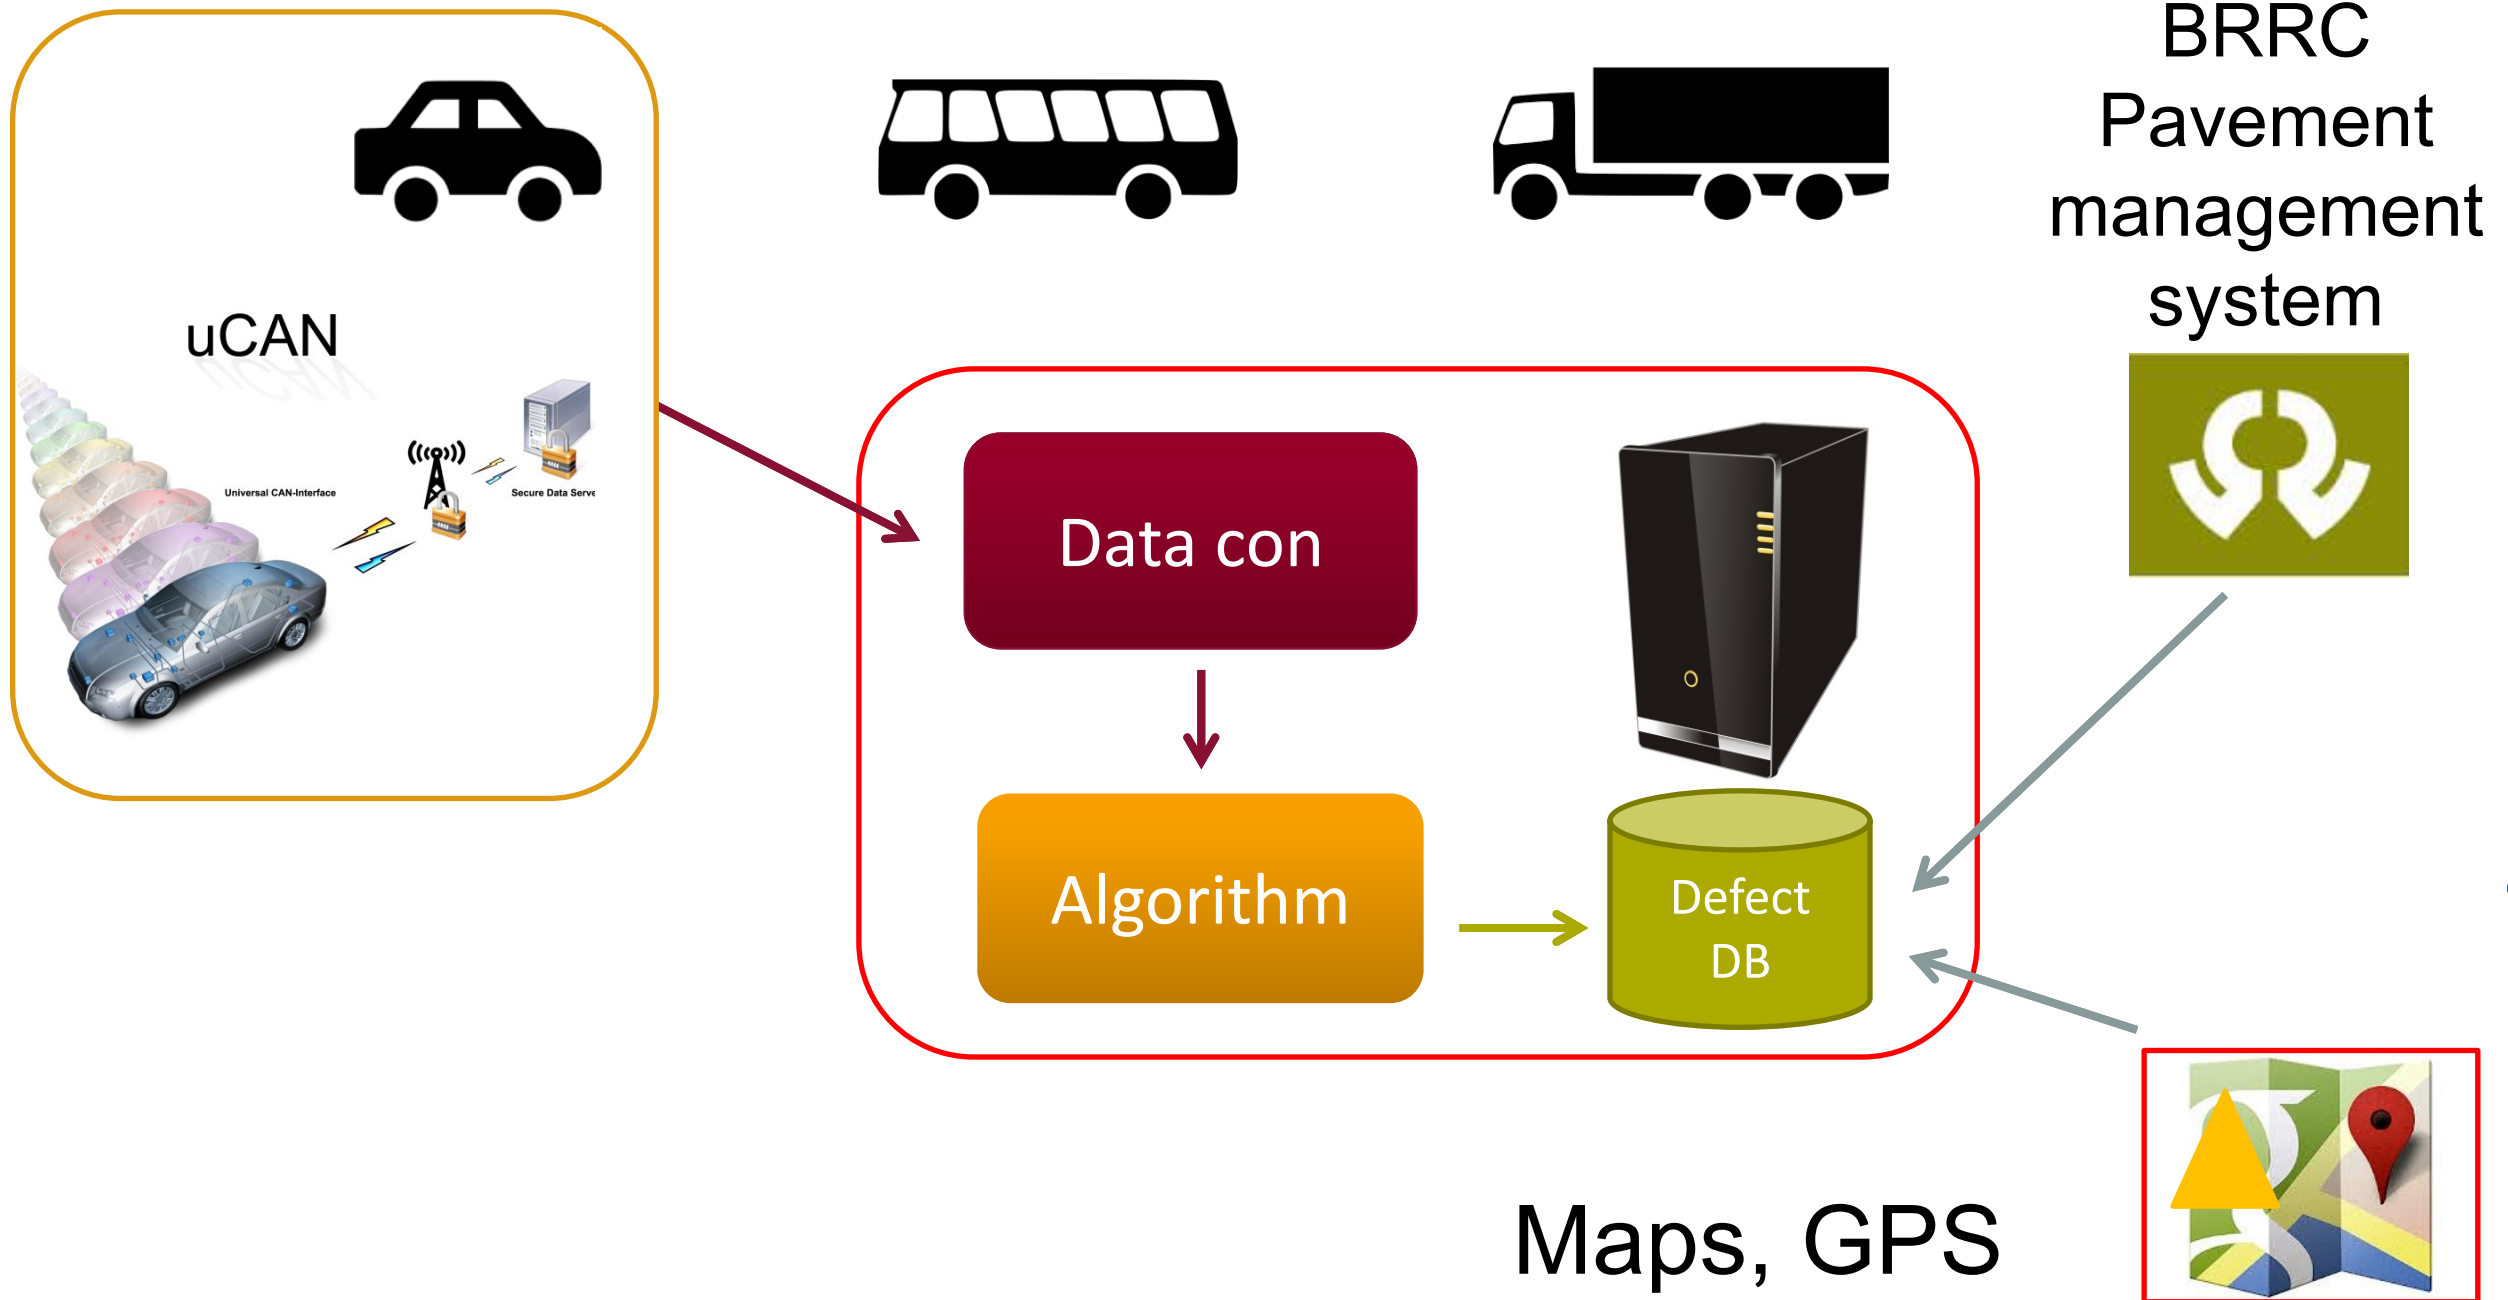 BRRC
Pavement
management
system
uCAN
Universal CAN-Interface
Secure Data Serve
Data con
Algorithm
Defect
DB
Maps, GPS